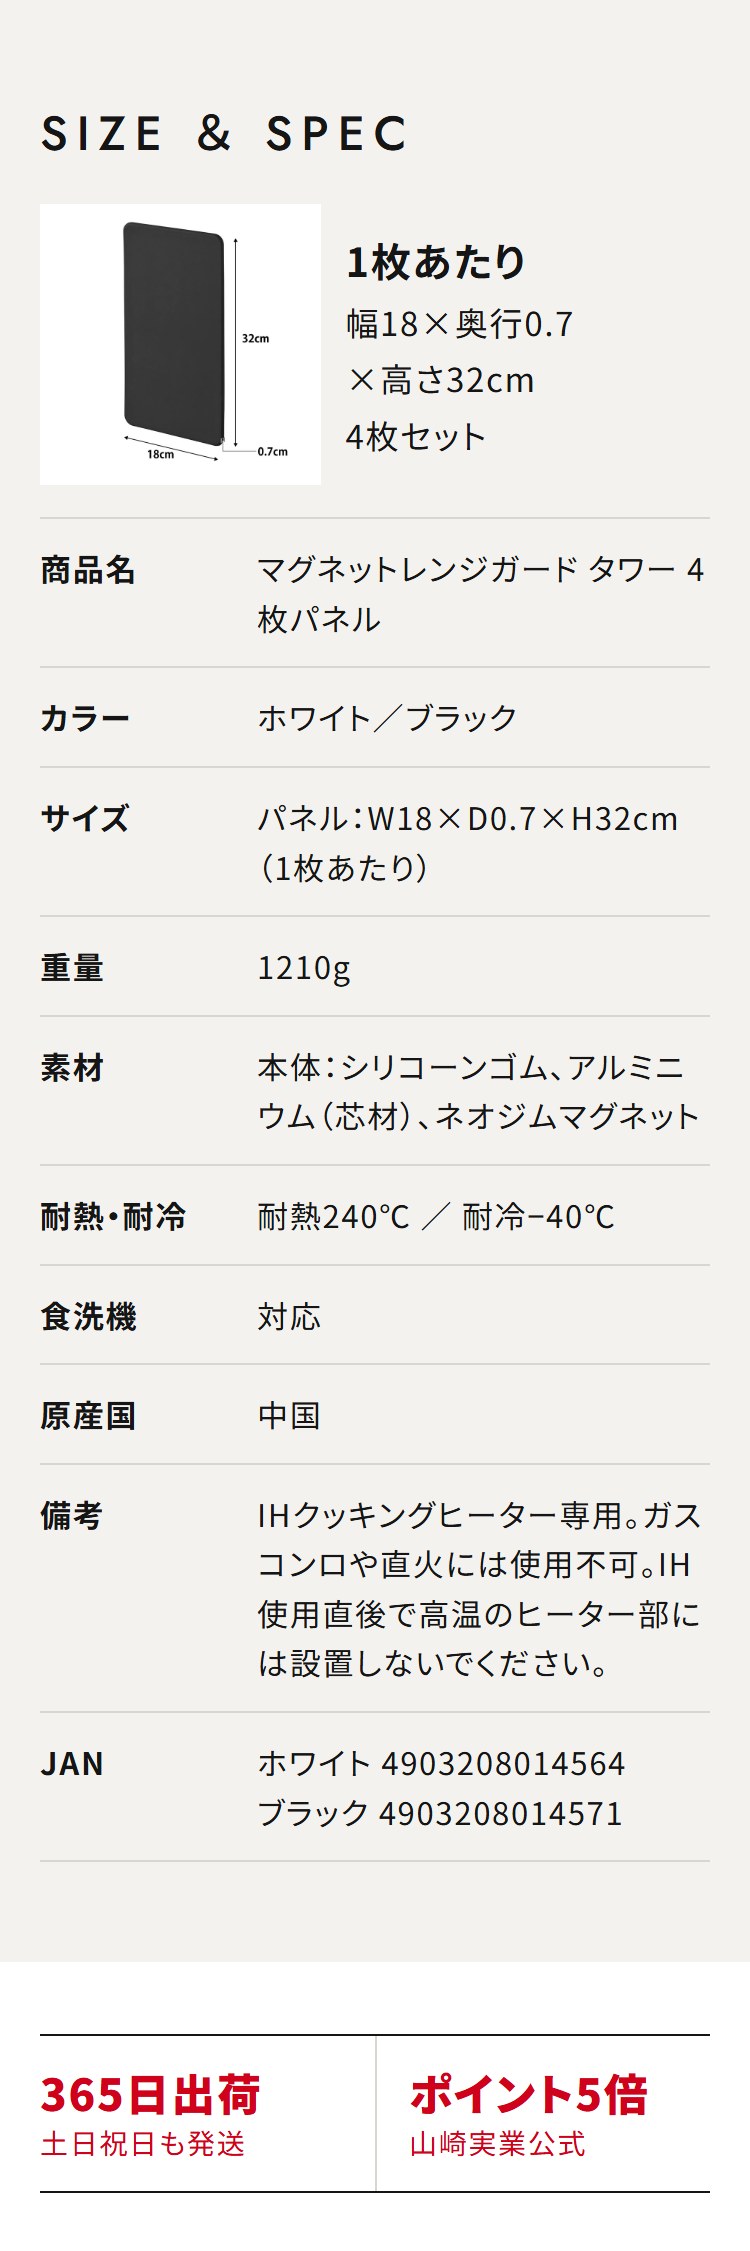 SIZE & SPEC
32cm
18cm
0.7cm
1枚あたり
幅18×奥行0.7
×高さ32cm
4枚セット
商品名
マグネットレンジガード タワー 4
枚パネル
カラー
ホワイト／ブラック
サイズ
パネル：W18×D0.7×H32cm
（1枚あたり）
重量
1210g
素材
本体：シリコーンゴム、アルミニ
ウム（芯材）、ネオジムマグネット
耐熱・耐冷
耐熱240℃ ／ 耐冷−40℃
食洗機
対応
原産国
中国
備考
IHクッキングヒーター専用。ガス
コンロや直火には使用不可。IH
使用直後で高温のヒーター部に
は設置しないでください。
JAN
ホワイト 4903208014564
ブラック 4903208014571
365日出荷
土日祝日も発送
ポイント5倍
山崎実業公式